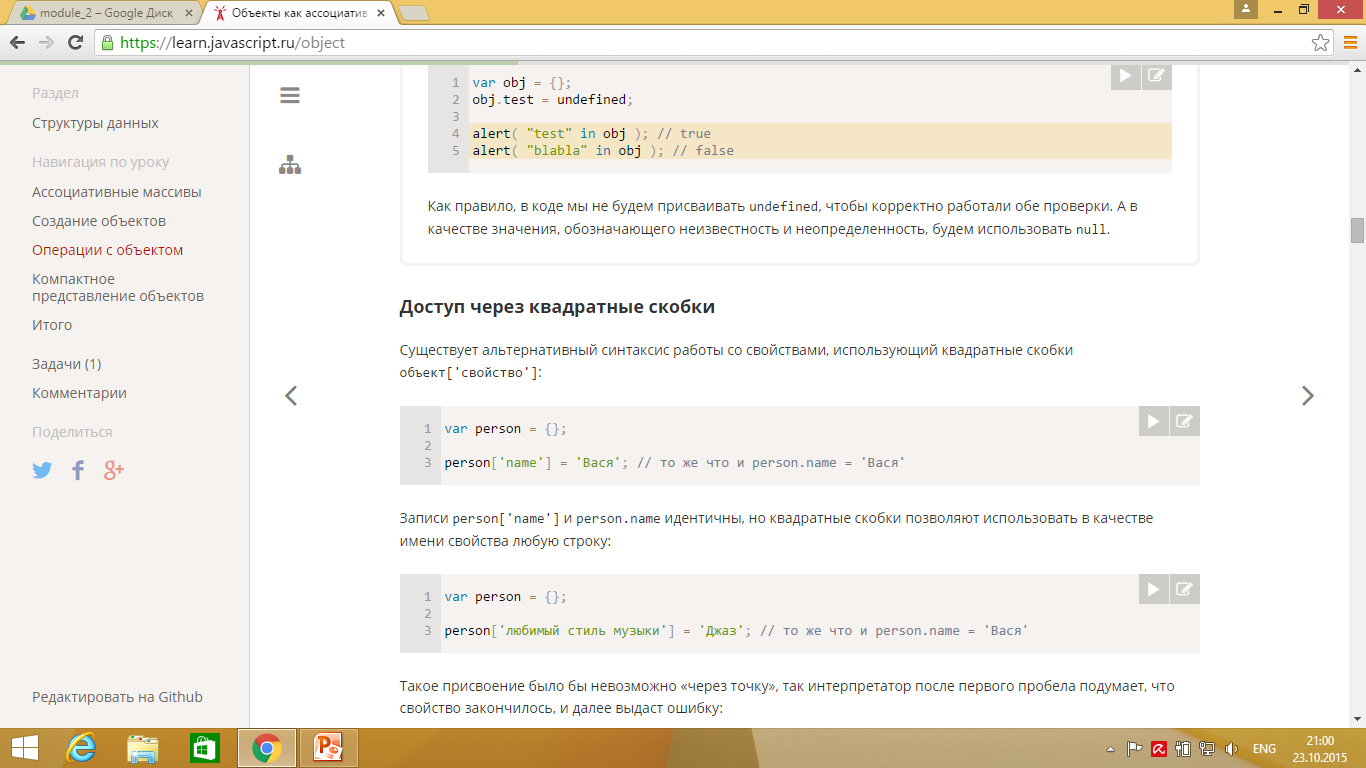 module_2 – Google Диск
Объекты как ассоциатив
https://learn.javascript.ru/object
Раздел
Структуры данных
Навигация по уроку
Ассоциативные массивы
Создание объектов
Операции с объектом
Компактное
представление объектов
Итого
Задачи (1)
Комментарии
Поделиться
Редактировать на Github
1 var obj = {};
2 obj.test = undefined;
3
4 alert( "test" in obj ); // true
5 alert( "blabla" in obj ); // false
Как правило, в коде мы не будем присваивать undefined, чтобы корректно работали обе проверки. А в
качестве значения, обозначающего неизвестность и неопределенность, будем использовать null.
Доступ через квадратные скобки
Существует альтернативный синтаксис работы со свойствами, использующий квадратные скобки
объект['свойство']:
1 var person = {};
2
3 person['name'] = 'Вася'; // то же что и person.name = 'Вася'
Записи person['name'] и person.name идентичны, но квадратные скобки позволяют использовать в качестве
имени свойства любую строку:
1 var person = {};
2
3 person['любимый стиль музыки'] = 'Джаз'; // то же что и person.name = 'Вася'
Такое присвоение было бы невозможно «через точку», так интерпретатор после первого пробела подумает, что
свойство закончилось, и далее выдаст ошибку:
ENG
21:00
23.10.2015